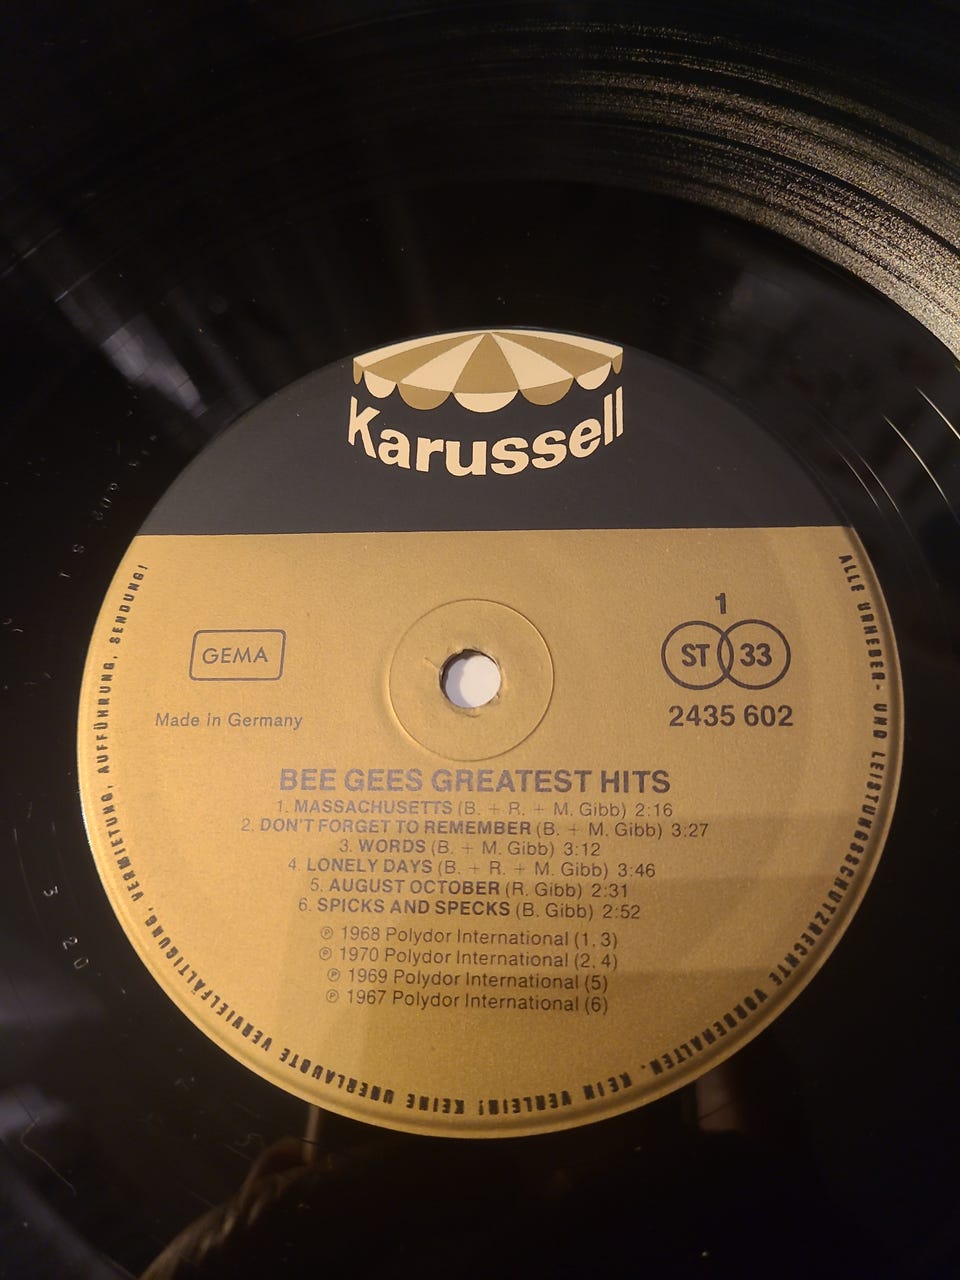 Karussell
GEMA
Made in Germany
1
ST 33
2435 602
BEE GEES GREATEST HITS
1. MASSACHUSETTS (B. + R. + M. Gibb) 2:16
2. DON'T FORGET TO REMEMBER (B. + M. Gibb) 3:27
3. WORDS (B. + M. Gibb) 3:12
4. LONELY DAYS (B. + R. + M. Gibb) 3:46
5. AUGUST OCTOBER (R. Gibb) 2:31
6. SPICKS AND SPECKS (B. Gibb) 2:52
℗ 1968 Polydor International (1, 3)
℗ 1970 Polydor International (2, 4)
℗ 1969 Polydor International (5)
℗ 1967 Polydor International (6)
ALLE URHEBER- UND LEISTUNGSSCHUTZRECHTE VORBEHALTEN. KEIN VERLEIH! KEINE UNERLAUBTE VERVIELFÄLTIGUNG, VERMIETUNG, AUFFÜHRUNG, SENDUNG!
3 2 0